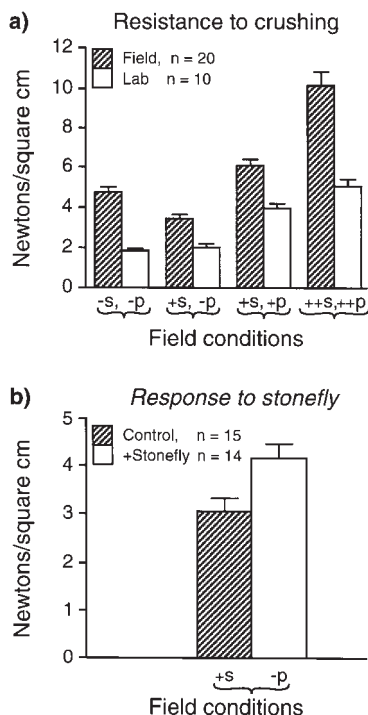 a) Resistance to crushing
12
10
8
6
4
2
0
Newtons/square cm
Field, n = 20
Lab n = 10
-s, -p +s, -p +s, +p ++s,++p
Field conditions
b) Response to stonefly
5
4
3
2
1
0
Newtons/square cm
Control, n = 15
+Stonefly n = 14
+s -p
Field conditions